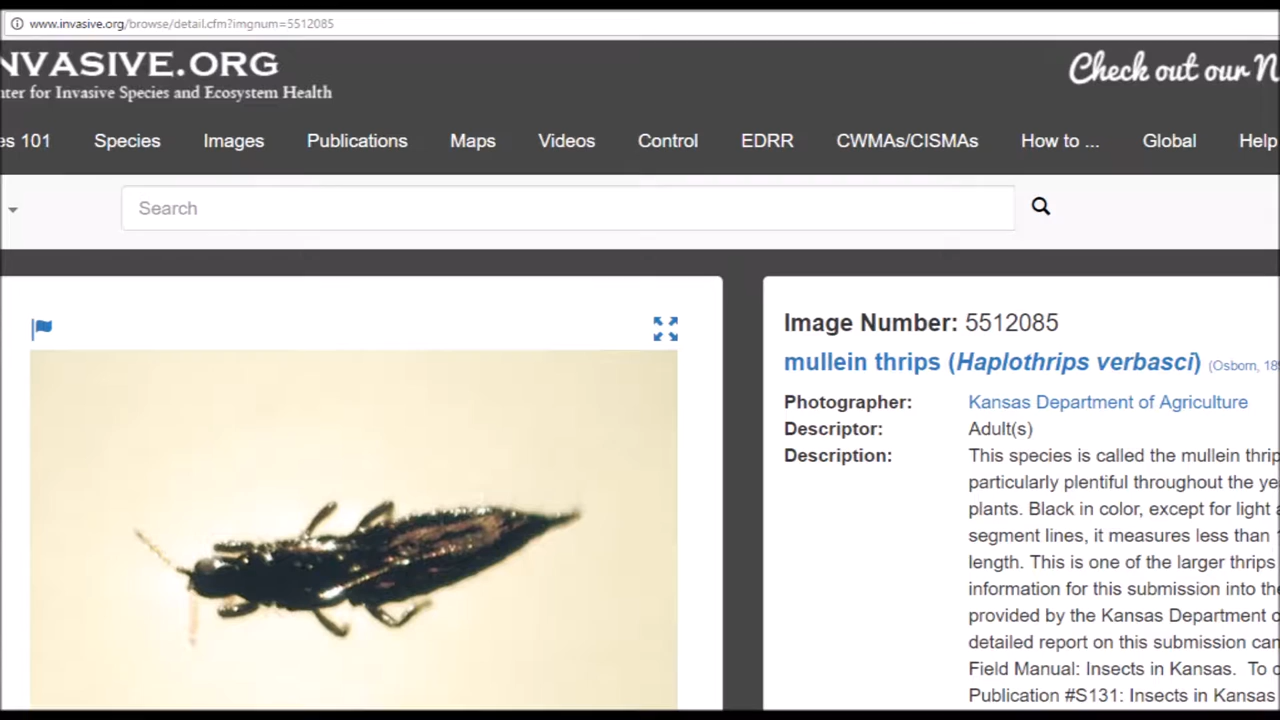 www.invasive.org/browse/detail.cfm?imgnum=5512085
NVASIVE.ORG
Check out our N
nter for Invasive Species and Ecosystem Health
es 101 Species Images Publications Maps Videos Control EDRR CWMAs/CISMAs How to ... Global Help
Search
Image Number: 5512085
mullein thrips (Haplothrips verbasci) (Osborn, 189
Photographer: Kansas Department of Agriculture
Descriptor: Adult(s)
Description: This species is called the mullein thrip
particularly plentiful throughout the ye
plants. Black in color, except for light a
segment lines, it measures less than
length. This is one of the larger thrips
information for this submission into the
provided by the Kansas Department o
detailed report on this submission can
Field Manual: Insects in Kansas. To o
Publication #S131: Insects in Kansas